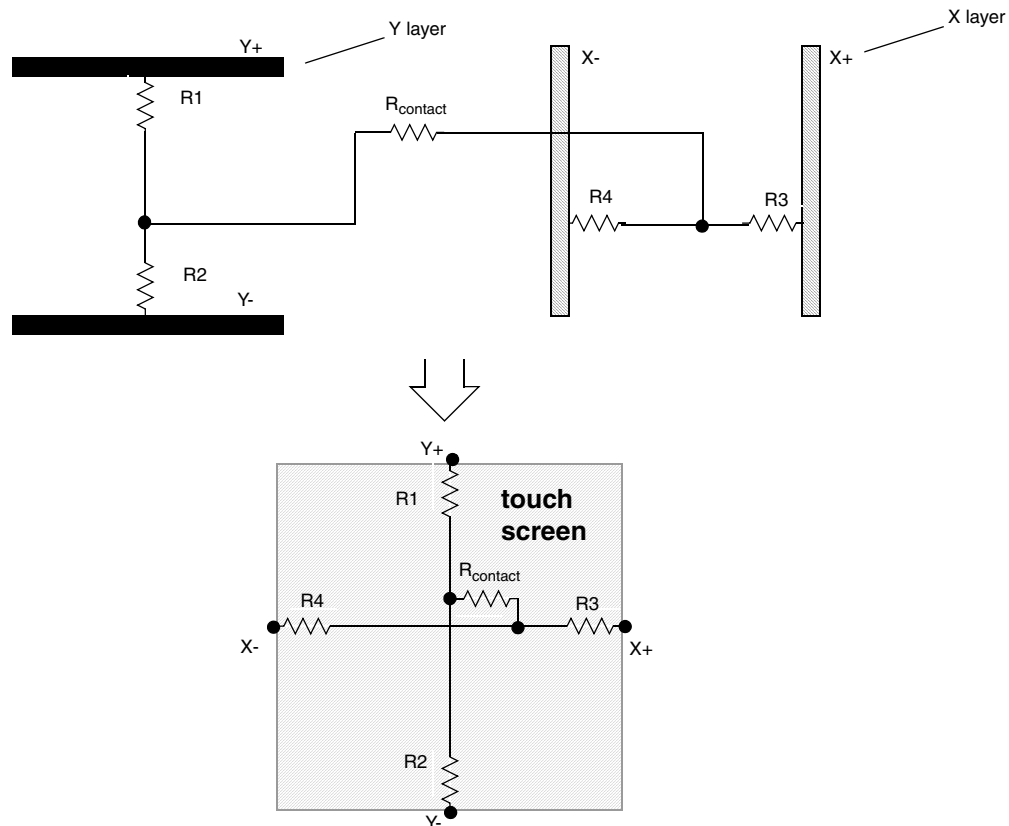 Y layer
X layer
Y+
X-
X+
R1
Rcontact
R4
R3
R2
Y-
Y+
R1
touch
screen
Rcontact
R4
R3
X-
X+
R2
Y-